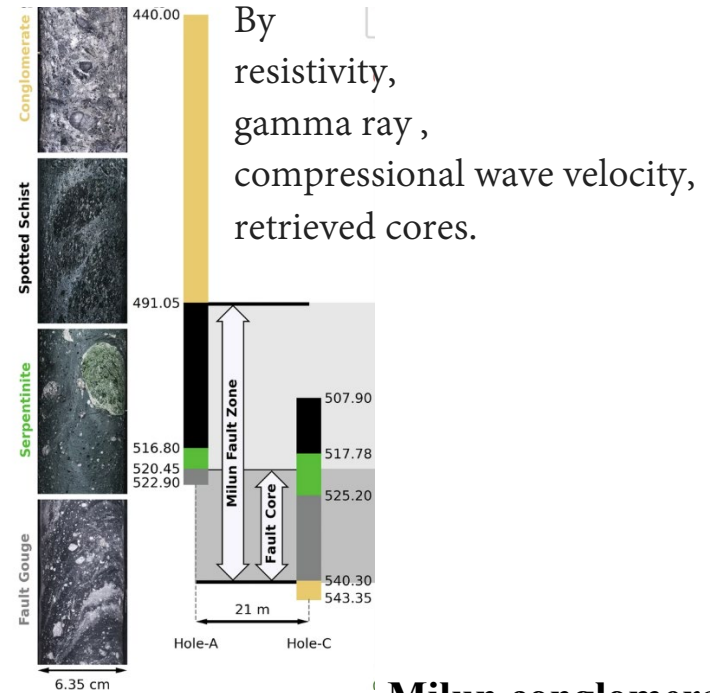 Conglomerate
440.00
By
resistivity,
gamma ray ,
compressional wave velocity,
retrieved cores.
Spotted Schist
491.05
Serpentinite
Milun Fault Zone
507.90
516.80
517.78
520.45
522.90
525.20
Fault Core
Fault Gouge
540.30
543.35
21 m
Hole-A
Hole-C
6.35 cm